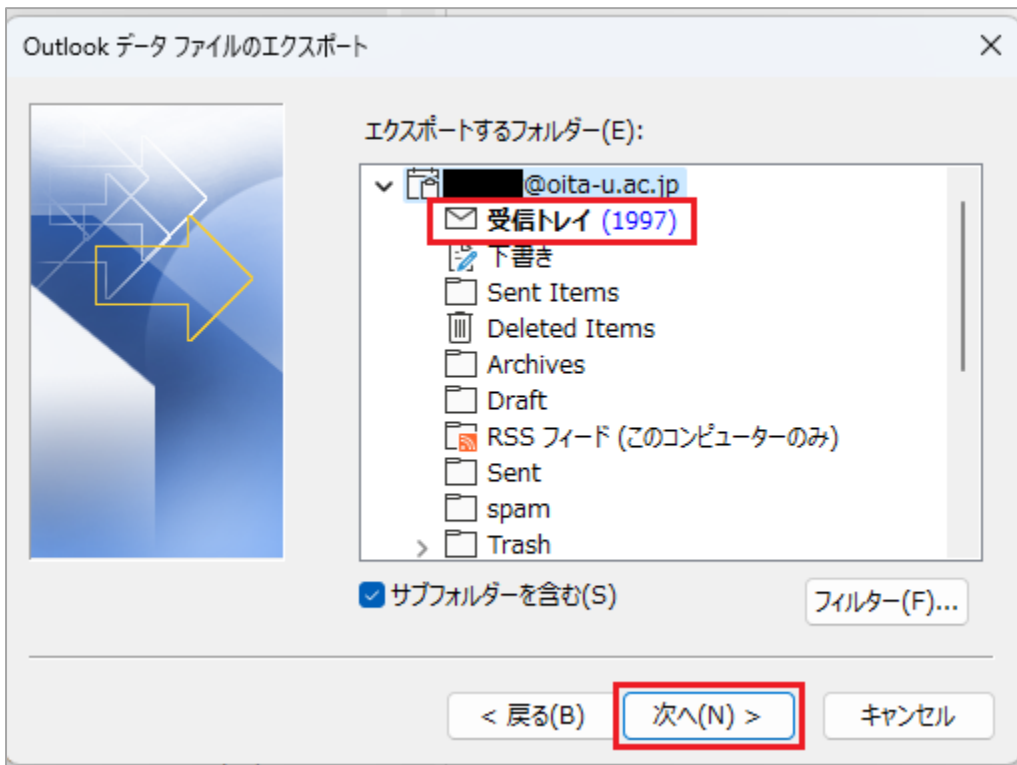 Outlook データ ファイルのエクスポート
エクスポートするフォルダー(E):
@oita-u.ac.jp
受信トレイ (1997)
下書き
Sent Items
Deleted Items
Archives
Draft
RSS フィード (このコンピューターのみ)
Sent
spam
Trash
サブフォルダーを含む(S)
フィルター(F)...
< 戻る(B)
次へ(N) >
キャンセル